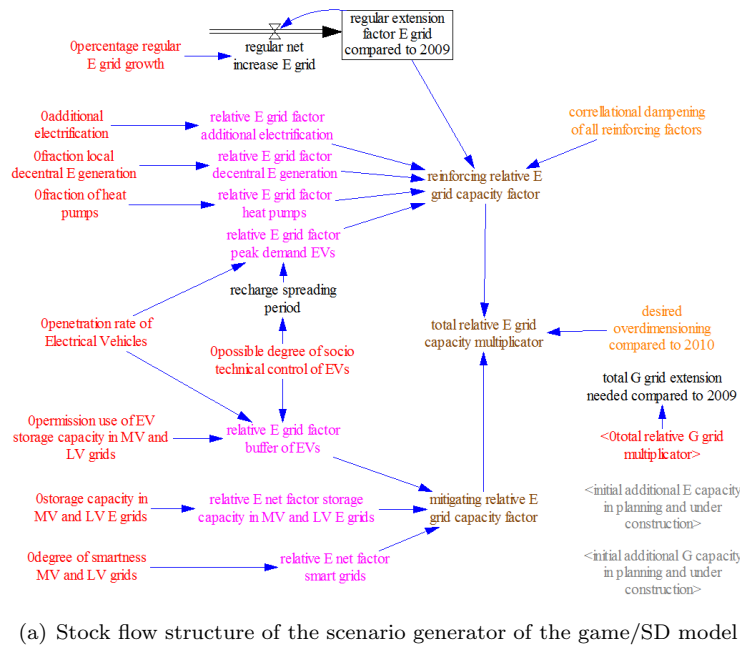 regular extension
factor E grid
compared to 2009
0percentage regular
E grid growth
regular net
increase E grid
0additional
electrification
relative E grid factor
additional electrification
correllational dampening
of all reinforcing factors
0fraction local
decentral E generation
relative E grid factor
decentral E generation
reinforcing relative E
grid capacity factor
0fraction of heat
pumps
relative E grid factor
heat pumps
relative E grid factor
peak demand EVs
recharge spreading
period
0penetration rate of
Electrical Vehicles
total relative E grid
capacity multiplicator
desired
overdimensioning
compared to 2010
0possible degree of socio
technical control of EVs
total G grid extension
needed compared to 2009
0permission use of EV
storage capacity in MV and
LV grids
relative E grid factor
buffer of EVs
<0total relative G grid
multiplicator>
0storage capacity in
MV and LV E grids
relative E net factor storage
capacity in MV and LV E grids
mitigating relative E
grid capacity factor
<initial additional E capacity
in planning and under
construction>
0degree of smartness
MV and LV grids
relative E net factor
smart grids
<initial additional G capacity
in planning and under
construction>
(a) Stock flow structure of the scenario generator of the game/SD model